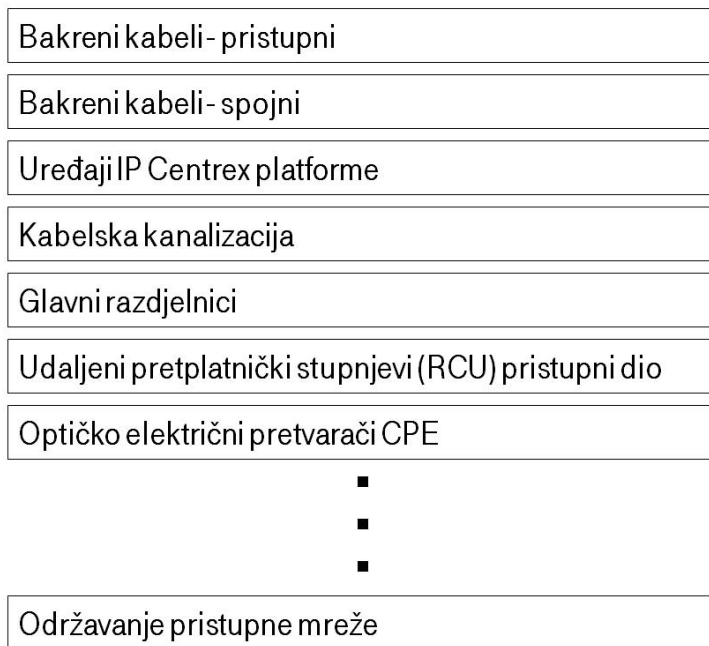 Bakreni kabeli- pristupni
Bakreni kabeli- spojni
Uređaji IP Centrex platforme
Kabelska kanalizacija
Glavni razdjelnici
Udaljeni pretplatnički stupnjevi (RCU) pristupni dio
Optičko električni pretvarači CPE
Održavanje pristupne mreže